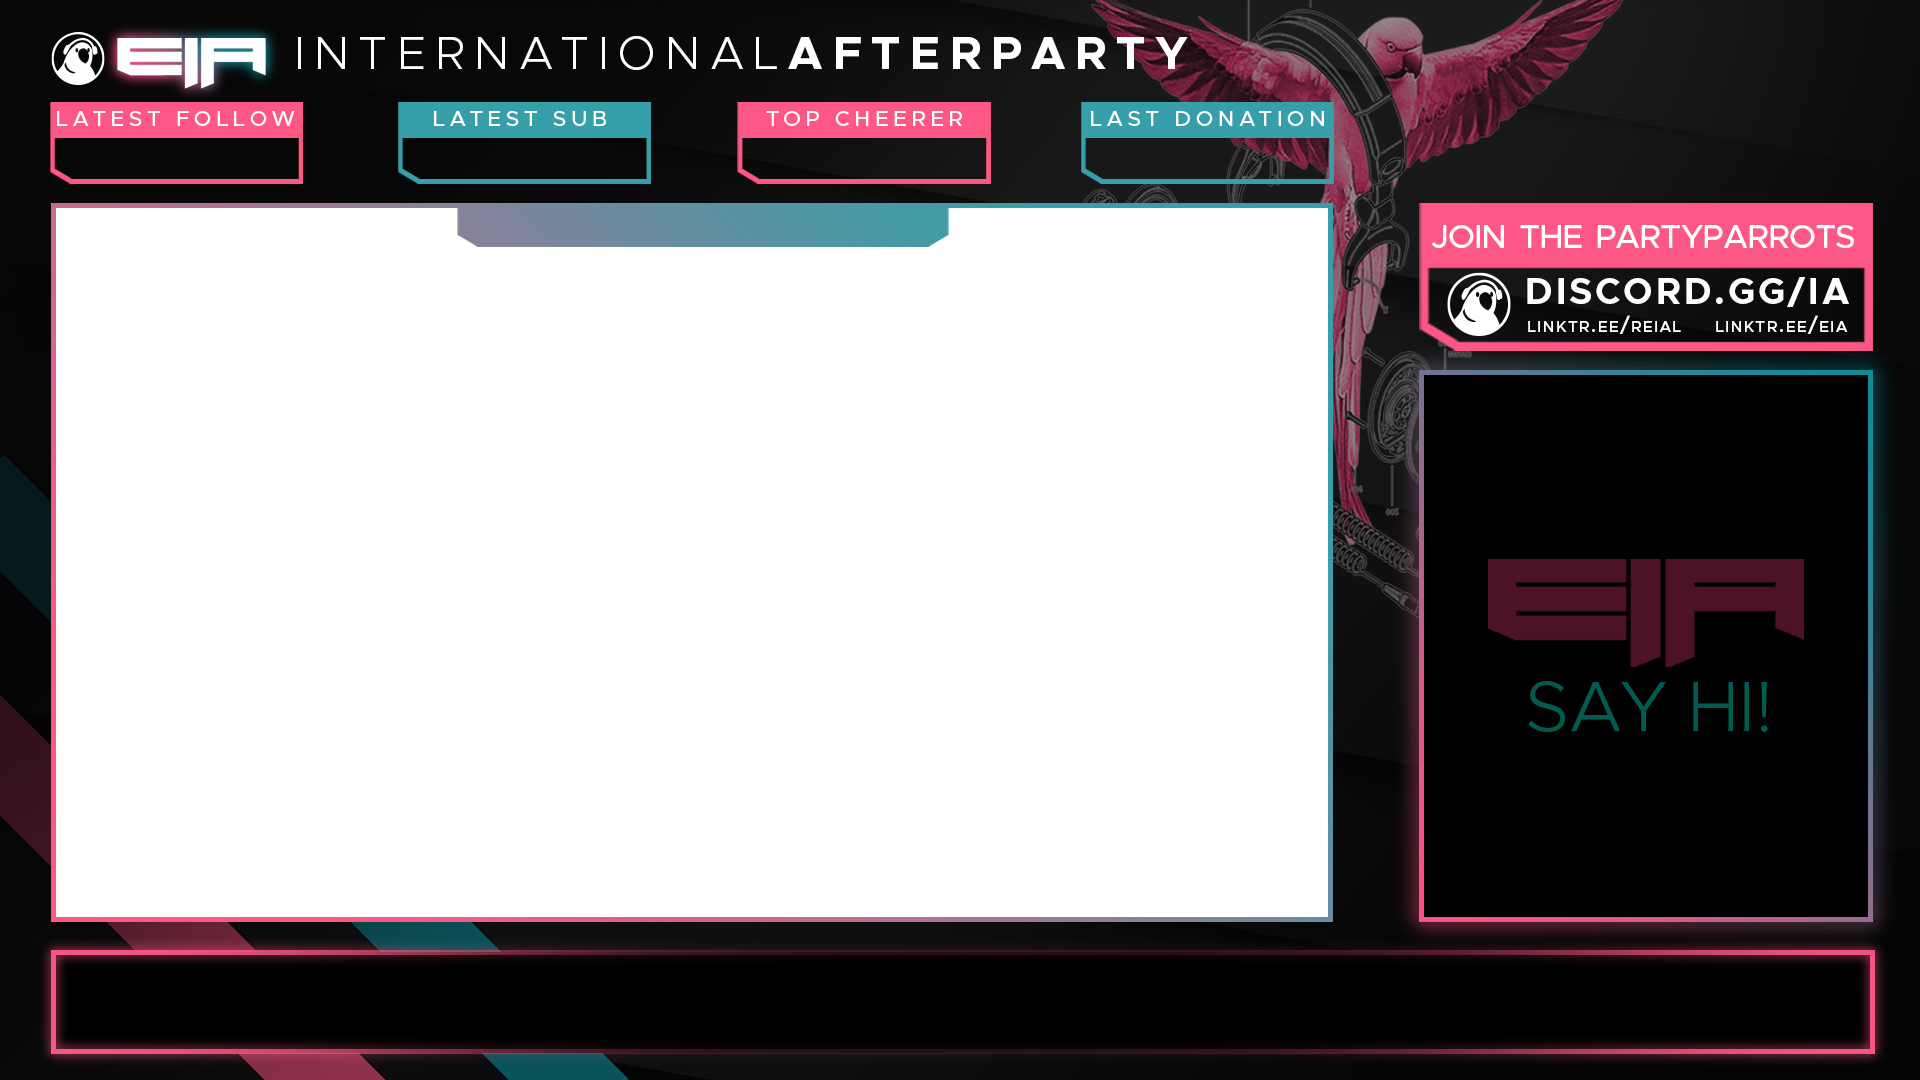 EIA INTERNATIONALAFTERPARTY
LATEST FOLLOW
LATEST SUB
TOP CHEERER
LAST DONATION
JOIN THE PARTYPARROTS
DISCORD.GG/IA
LINKTR.EE/REIAL LINKTR.EE/EIA
EIA
SAY HI!
005